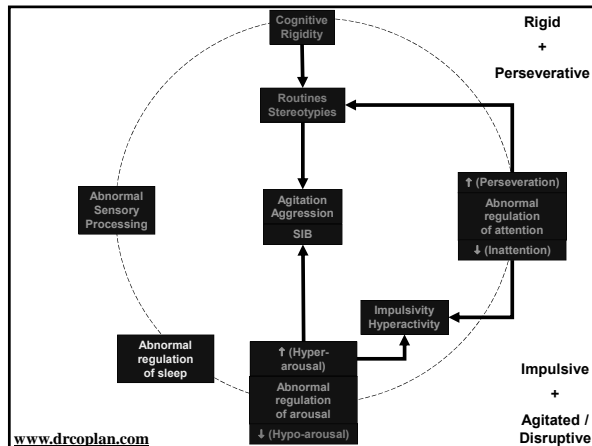 Cognitive
Rigidity
Rigid
+
Perseverative
Routines
Stereotypies
↑ (Perseveration)
Abnormal
regulation
of attention
↓ (Inattention)
Abnormal
Sensory
Processing
Agitation
Aggression
SIB
Impulsivity
Hyperactivity
Abnormal
regulation
of sleep
↑ (Hyper-
arousal)
Abnormal
regulation
of arousal
↓ (Hypo-arousal)
Impulsive
+
Agitated /
Disruptive
www.drcoplan.com